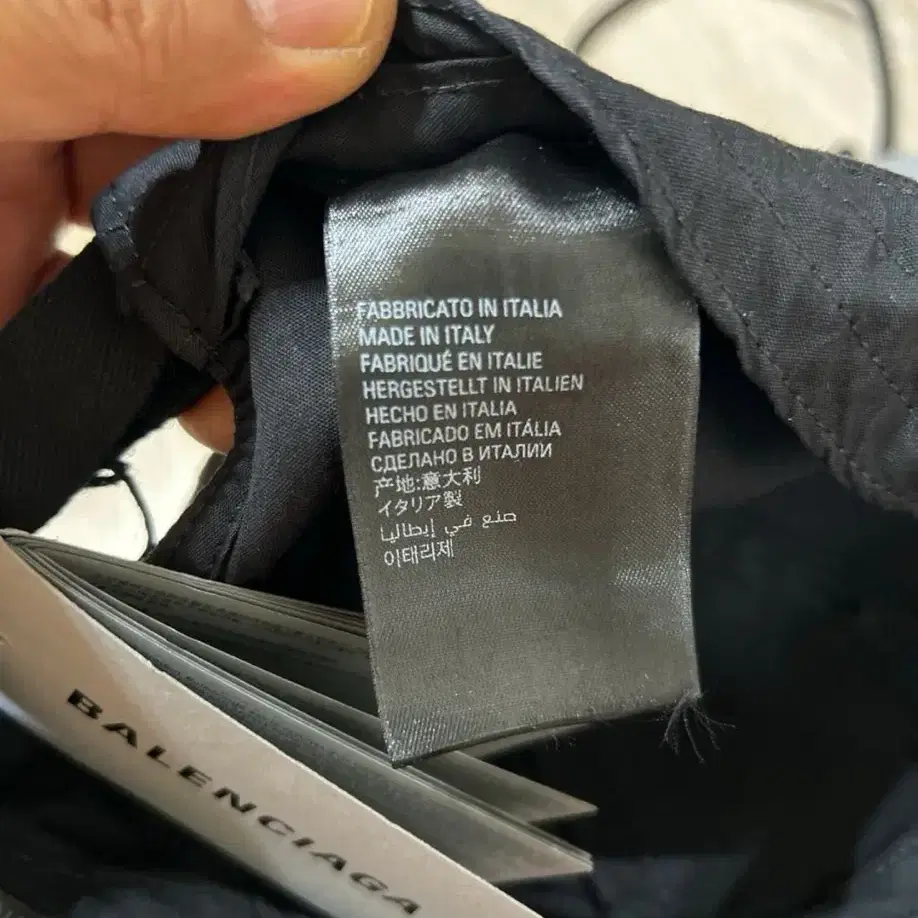 FABBRICATO IN ITALIA
MADE IN ITALY
FABRIQUÉ EN ITALIE
HERGESTELLT IN ITALIEN
HECHO EN ITALIA
FABRICADO EM ITÁLIA
СДЕЛАНО В ИТАЛИИ
产地:意大利
イタリア製
صنع في إيطاليا
이태리제
BALENCIAGA